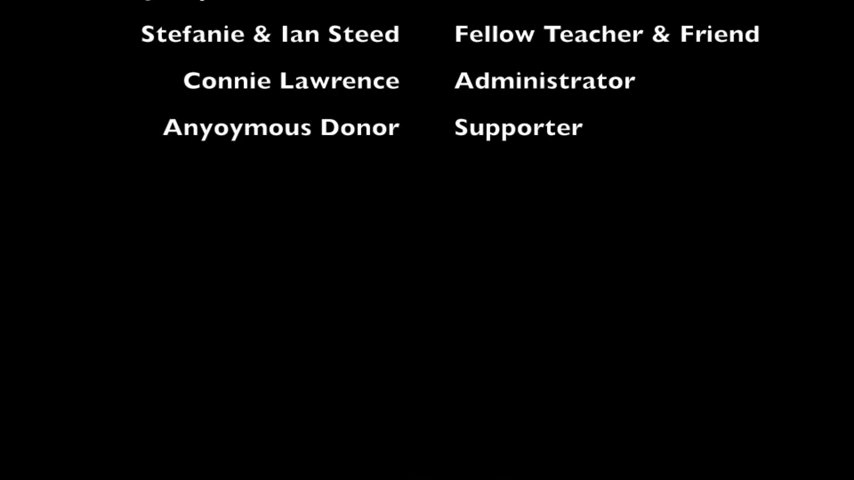 Stefanie & Ian Steed Fellow Teacher & Friend
Connie Lawrence Administrator
Anyoymous Donor Supporter